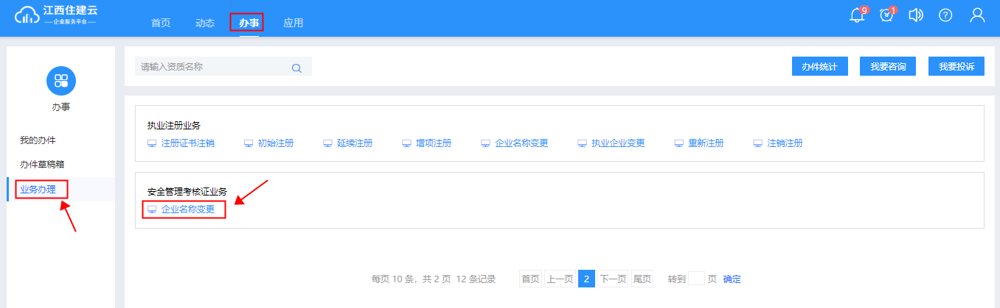 江西住建云
企业服务平台
首页 动态 办事 应用
9 1
请输入资质名称
办件统计 我要咨询 我要投诉
办事
我的办件
办件草稿箱
业务办理
执业注册业务
注册证书注销 初始注册 延续注册 增项注册 企业名称变更 执业企业变更 重新注册 注销注册
安全管理考核证业务
企业名称变更
每页 10 条，共 2 页 12 条记录 首页 上一页 2 下一页 尾页 转到 页 确定